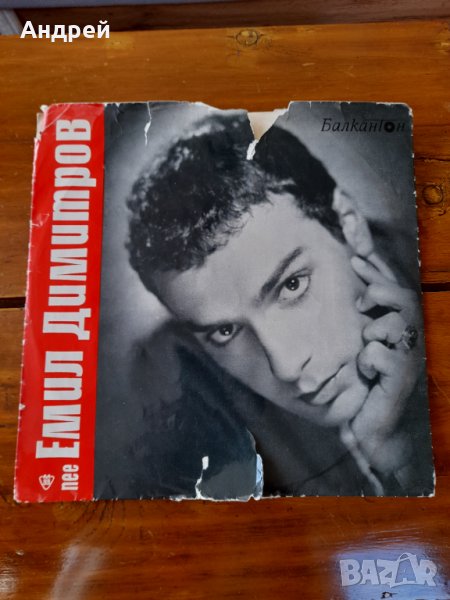 Андрей
Балкантон
пее Емил Димитров
BAZAR